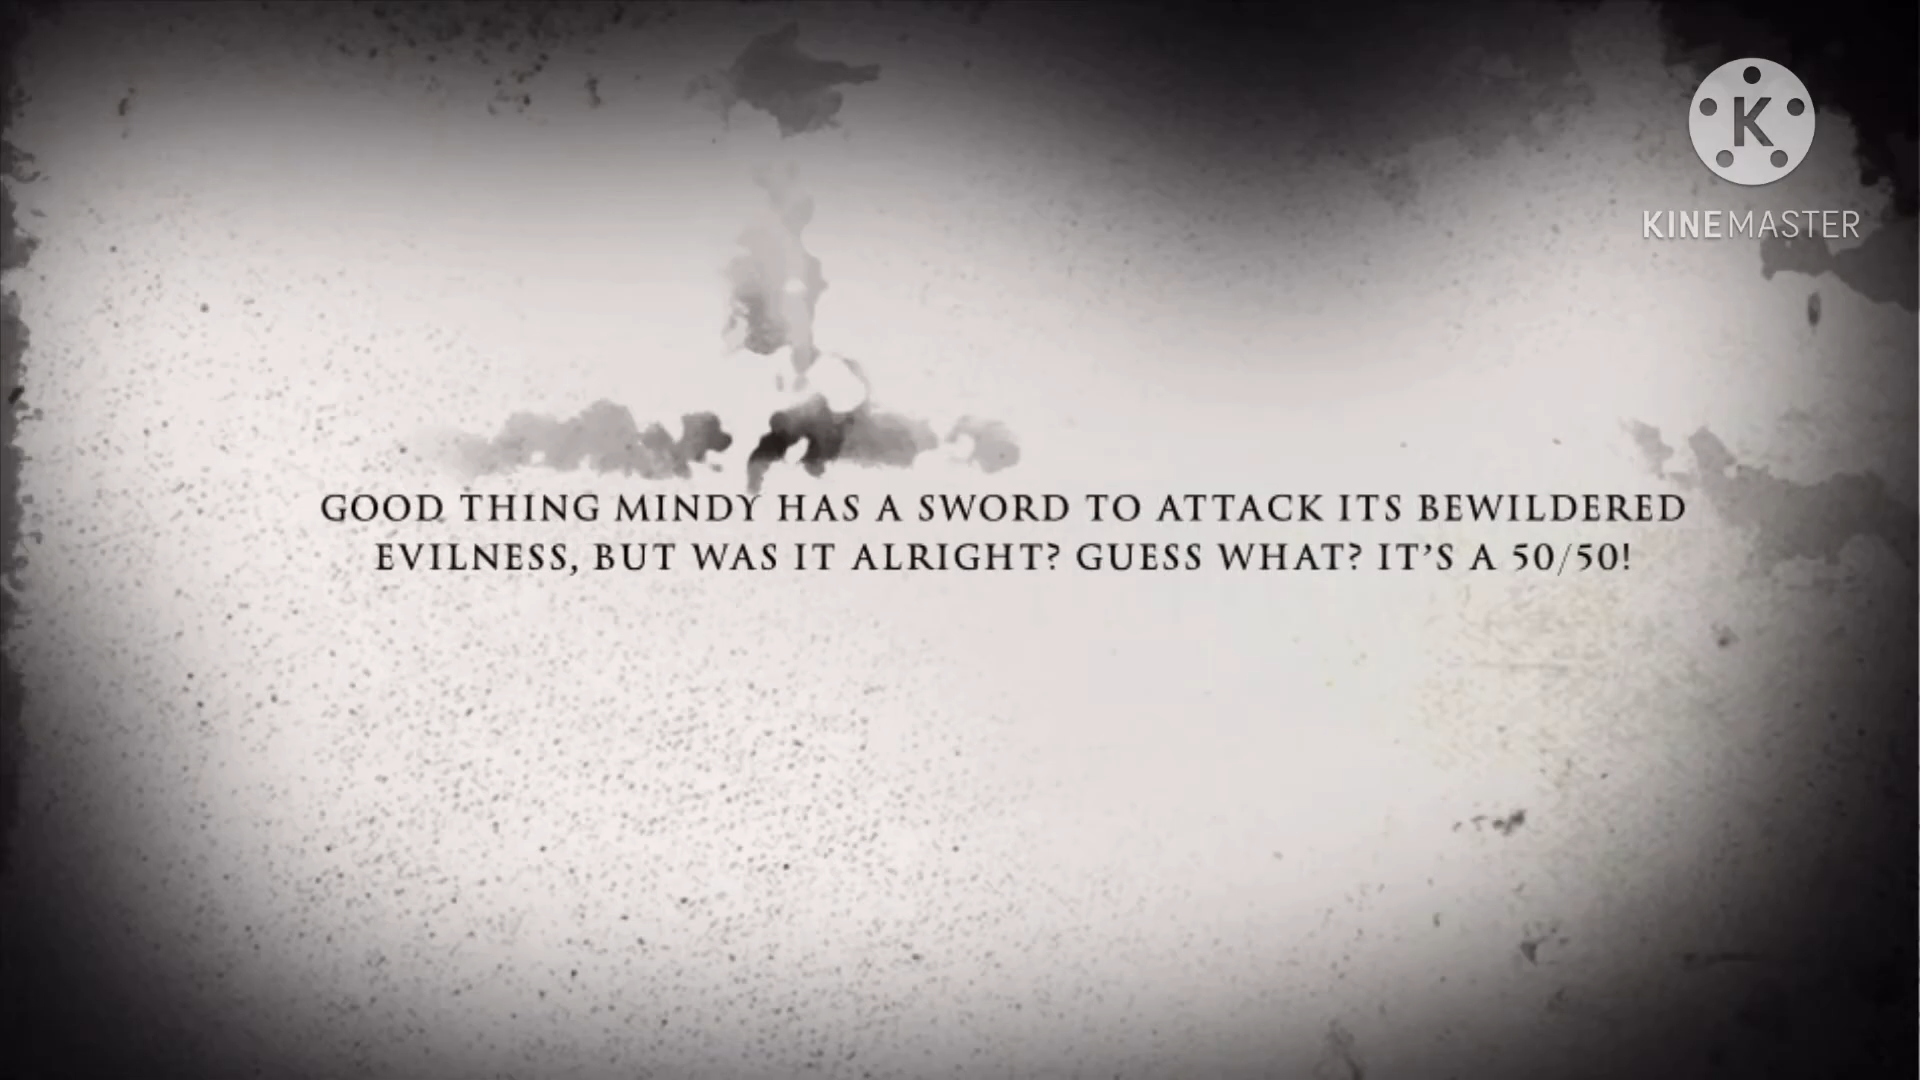 K
KINEMASTER
GOOD THING MINDY HAS A SWORD TO ATTACK ITS BEWILDERED
EVILNESS, BUT WAS IT ALRIGHT? GUESS WHAT? IT’S A 50/50!